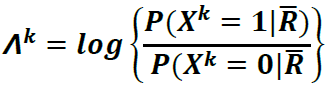 Λ^k = log { P(X^k = 1|R̅) / P(X^k = 0|R̅ }